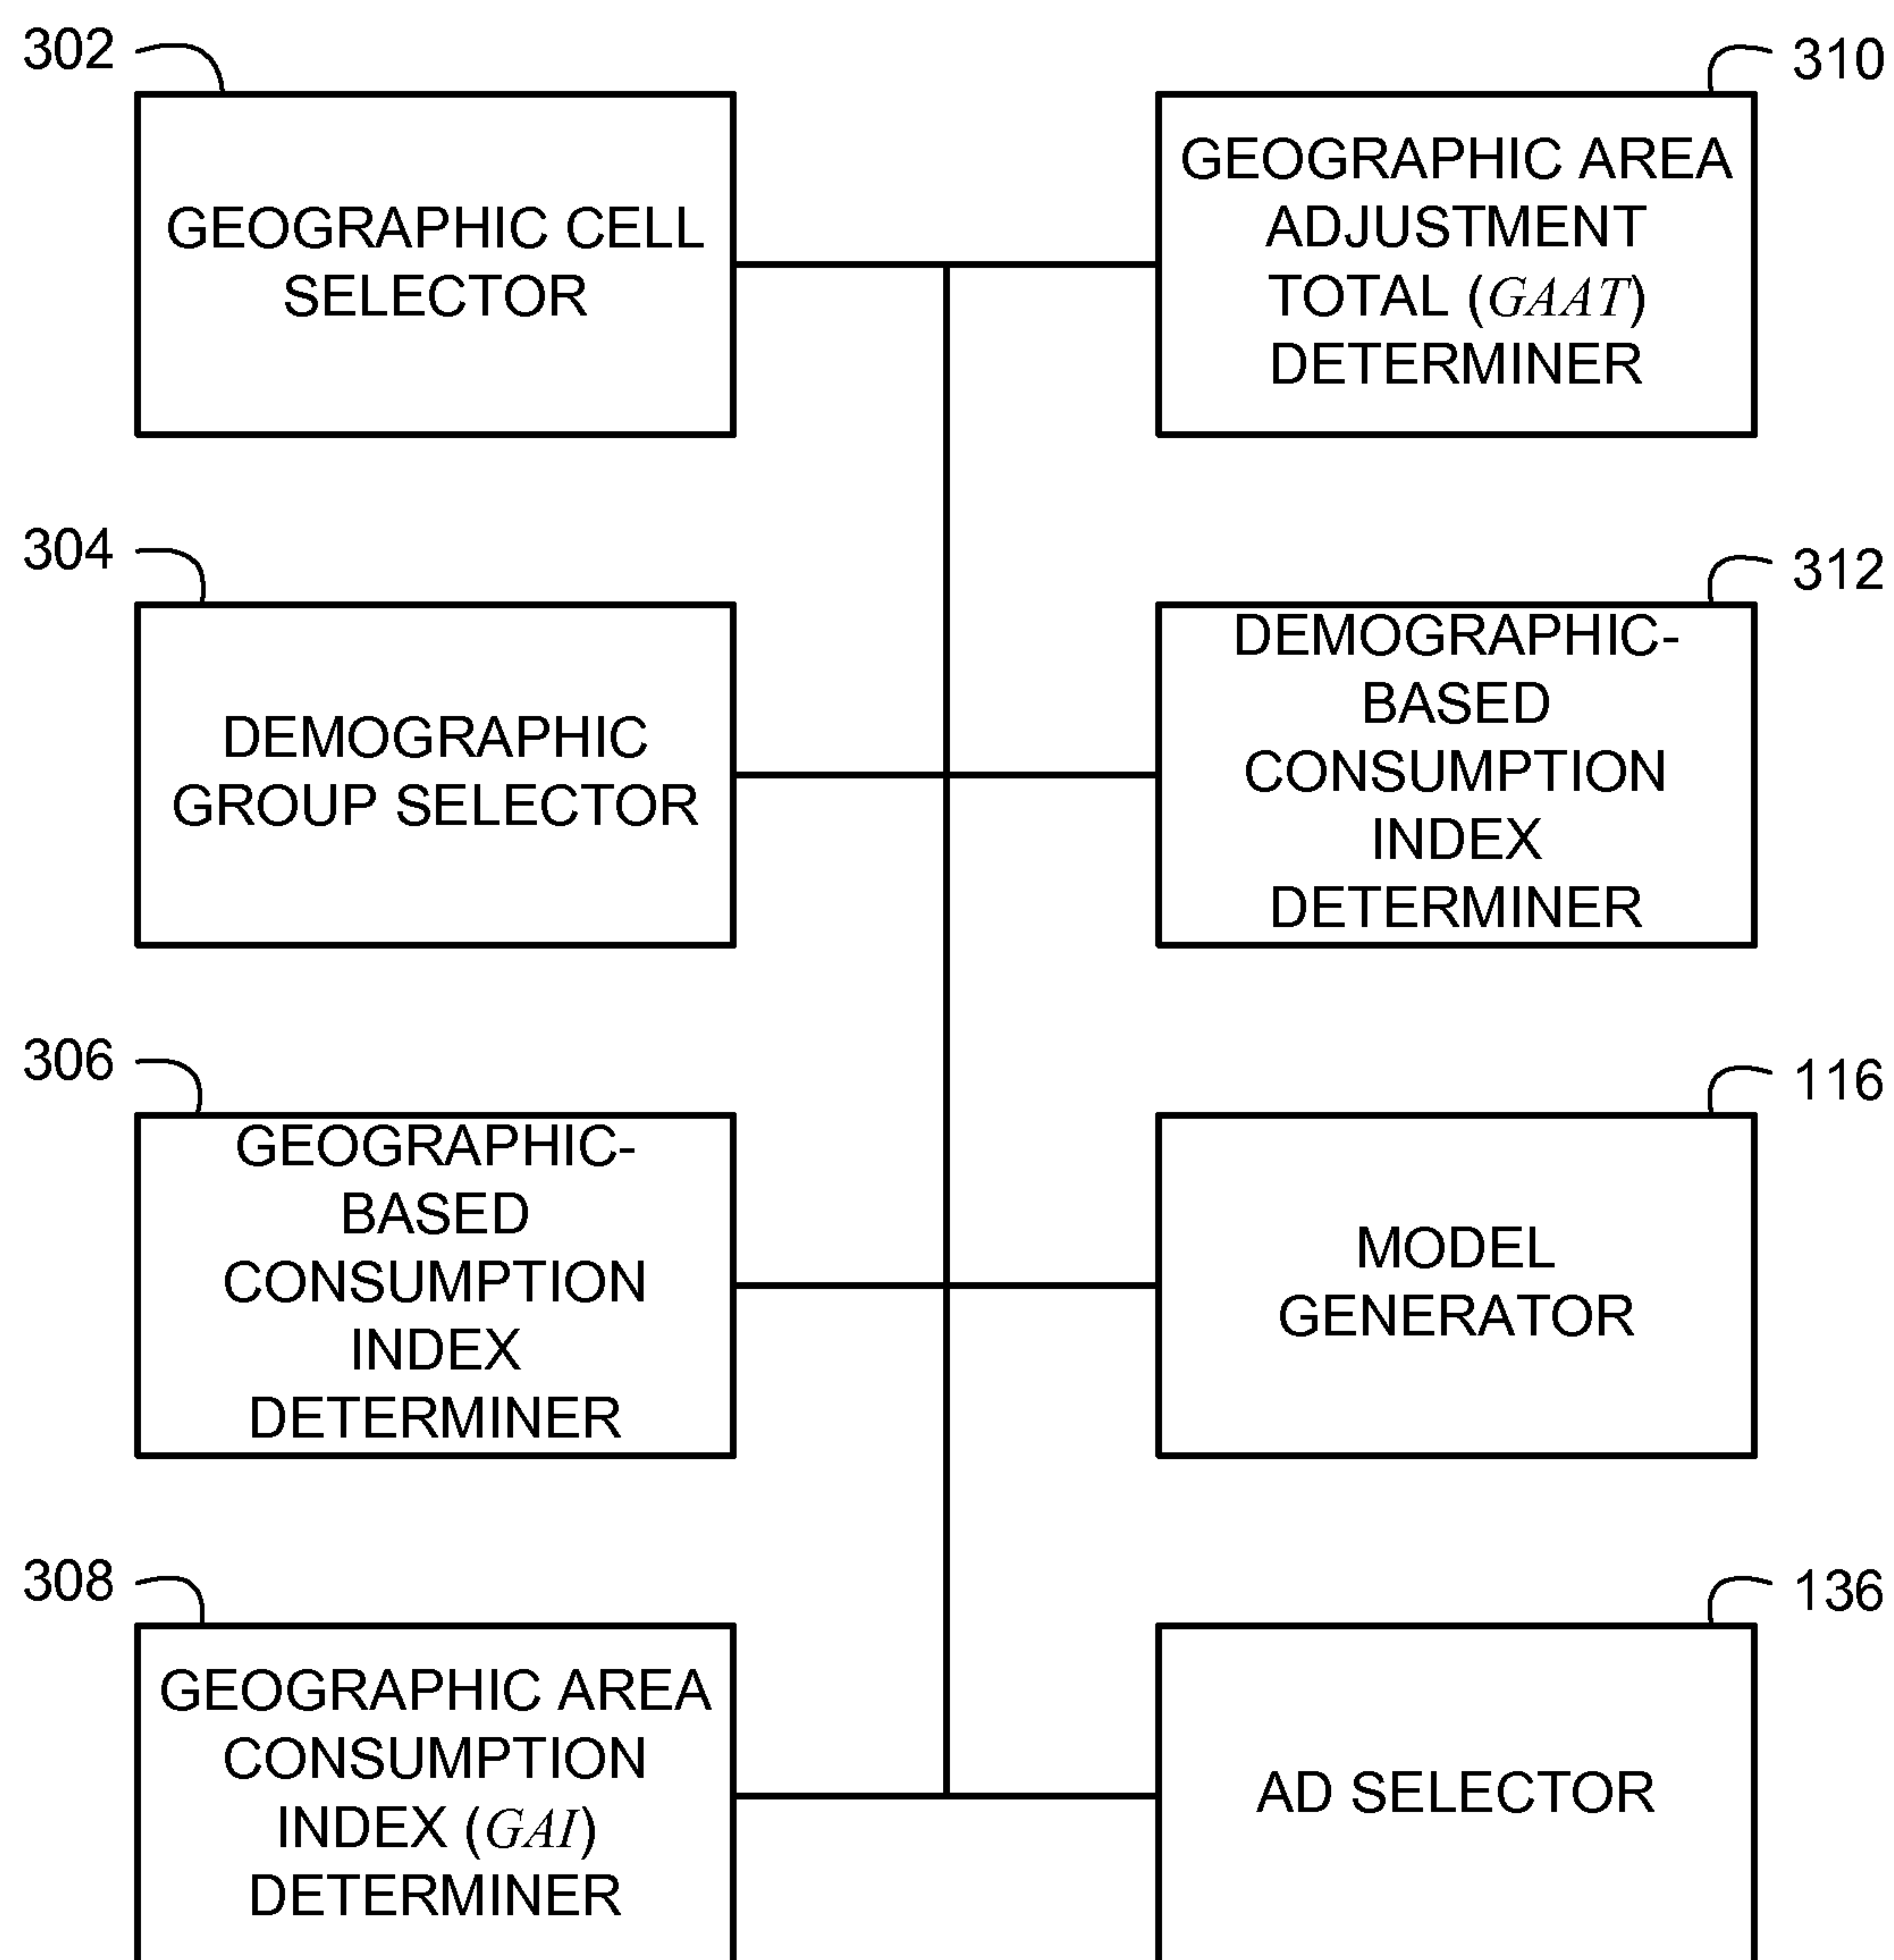 302
GEOGRAPHIC CELL
SELECTOR
310
GEOGRAPHIC AREA
ADJUSTMENT
TOTAL (GAAT)
DETERMINER
304
DEMOGRAPHIC
GROUP SELECTOR
312
DEMOGRAPHIC-
BASED
CONSUMPTION
INDEX
DETERMINER
306
GEOGRAPHIC-
BASED
CONSUMPTION
INDEX
DETERMINER
116
MODEL
GENERATOR
308
GEOGRAPHIC AREA
CONSUMPTION
INDEX (GAI)
DETERMINER
136
AD SELECTOR